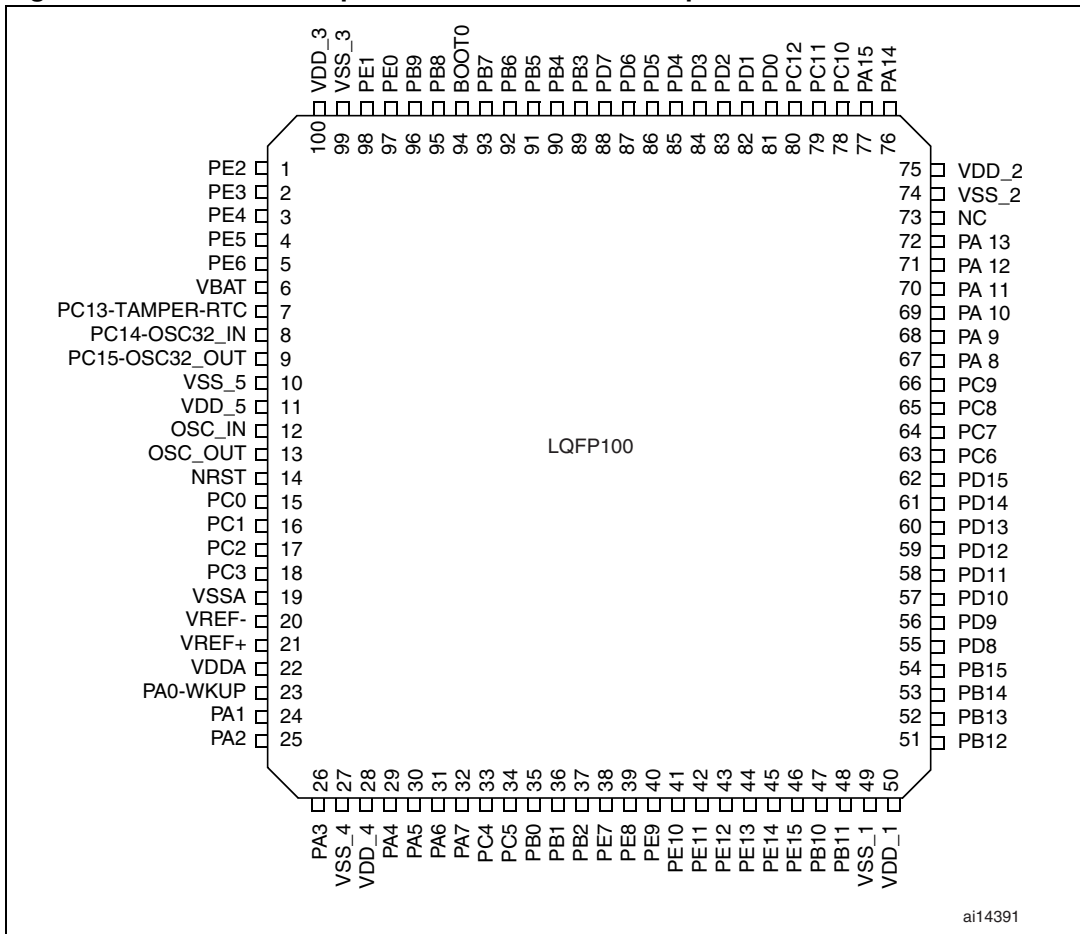 VDD_3
VSS_3
PE1
PE0
PB9
PB8
BOOT0
PB7
PB6
PB5
PB4
PB3
PD7
PD6
PD5
PD4
PD3
PD2
PD1
PD0
PC12
PC11
PC10
PA15
PA14
100
99
98
97
96
95
94
93
92
91
90
89
88
87
86
85
84
83
82
81
80
79
78
77
76
PE2 1
PE3 2
PE4 3
PE5 4
PE6 5
VBAT 6
PC13-TAMPER-RTC 7
PC14-OSC32_IN 8
PC15-OSC32_OUT 9
VSS_5 10
VDD_5 11
OSC_IN 12
OSC_OUT 13
NRST 14
PC0 15
PC1 16
PC2 17
PC3 18
VSSA 19
VREF- 20
VREF+ 21
VDDA 22
PA0-WKUP 23
PA1 24
PA2 25
LQFP100
75 VDD_2
74 VSS_2
73 NC
72 PA 13
71 PA 12
70 PA 11
69 PA 10
68 PA 9
67 PA 8
66 PC9
65 PC8
64 PC7
63 PC6
62 PD15
61 PD14
60 PD13
59 PD12
58 PD11
57 PD10
56 PD9
55 PD8
54 PB15
53 PB14
52 PB13
51 PB12
26
27
28
29
30
31
32
33
34
35
36
37
38
39
40
41
42
43
44
45
46
47
48
49
50
PA3
VSS_4
VDD_4
PA4
PA5
PA6
PA7
PC4
PC5
PB0
PB1
PB2
PE7
PE8
PE9
PE10
PE11
PE12
PE13
PE14
PE15
PB10
PB11
VSS_1
VDD_1
ai14391